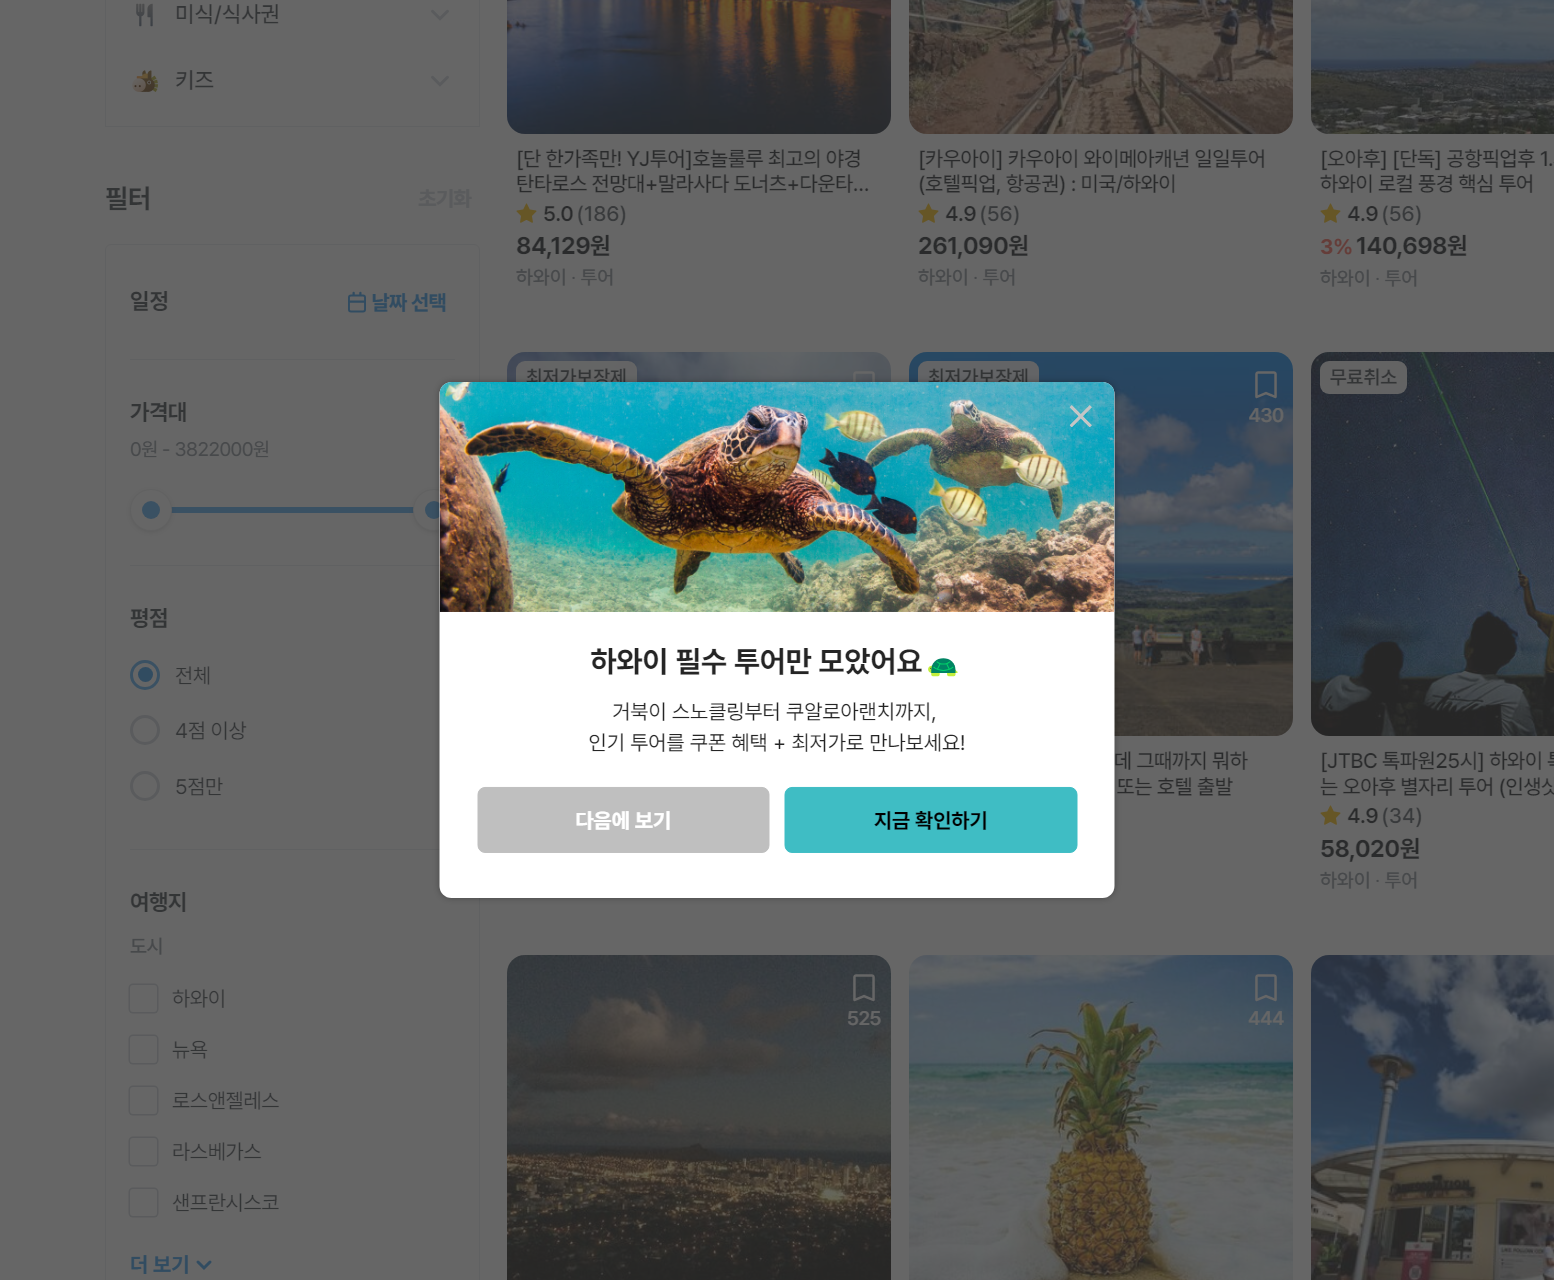 미식/식사권
키즈
필터
초기화
일정
날짜 선택
가격대
0원 - 3822000원
평점
전체
4점 이상
5점만
여행지
도시
하와이
뉴욕
로스앤젤레스
라스베가스
샌프란시스코
더 보기
[단 한가족만! YJ투어]호놀룰루 최고의 야경
탄타로스 전망대+말라사다 도너츠+다운타...
5.0 (186)
84,129원
하와이 · 투어
[카우아이] 카우아이 와이메아캐년 일일투어
(호텔픽업, 항공권) : 미국/하와이
4.9 (56)
261,090원
하와이 · 투어
[오아후] [단독] 공항픽업후 1.
하와이 로컬 풍경 핵심 투어
4.9 (56)
3% 140,698원
하와이 · 투어
최저가보장제
최저가보장제
430
무료취소
하와이 필수 투어만 모았어요
거북이 스노클링부터 쿠알로아랜치까지,
인기 투어를 쿠폰 혜택 + 최저가로 만나보세요!
다음에 보기
지금 확인하기
데 그때까지 뭐하
또는 호텔 출발
[JTBC 톡파원25시] 하와이
는 오아후 별자리 투어 (인생샷
4.9 (34)
58,020원
하와이 · 투어
525
444